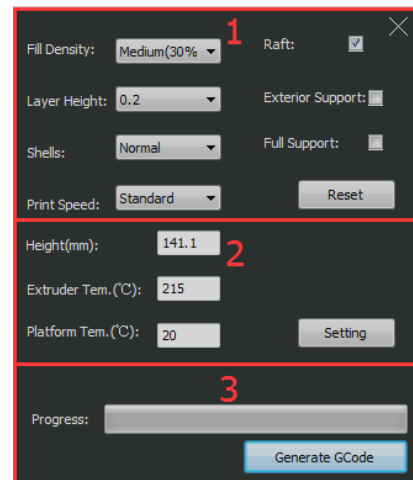 1
Fill Density: Medium(30% Raft:
Layer Height: 0.2 Exterior Support:
Shells: Normal Full Support:
Print Speed: Standard Reset
2
Height(mm): 141.1
Extruder Tem.(℃): 215
Platform Tem.(℃): 20 Setting
3
Progress:
Generate GCode